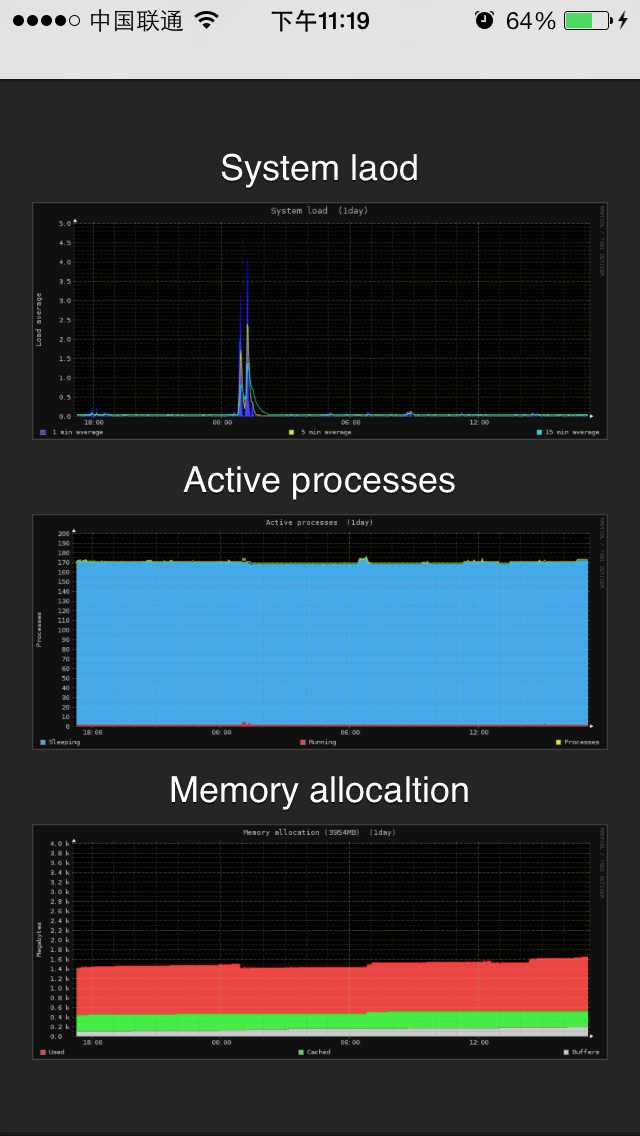 中国联通 下午11:19 64%
System laod
System load (1day)
5.0
4.5
4.0
3.5
3.0
2.5
2.0
1.5
1.0
0.5
0.0
Load average
18:00 00:00 06:00 12:00
1 min average 5 min average 15 min average
Active processes
Active processes (1day)
200
190
180
170
160
150
140
130
120
110
100
90
80
70
60
50
40
30
20
10
0
Processes
18:00 00:00 06:00 12:00
Sleeping Running Processes
Memory allocaltion
Memory allocation (3954MB) (1day)
4.0 k
3.8 k
3.6 k
3.4 k
3.2 k
3.0 k
2.8 k
2.6 k
2.4 k
2.2 k
2.0 k
1.8 k
1.6 k
1.4 k
1.2 k
1.0 k
0.8 k
0.6 k
0.4 k
0.2 k
0.0
Megabytes
18:00 00:00 06:00 12:00
Used Cached Buffers